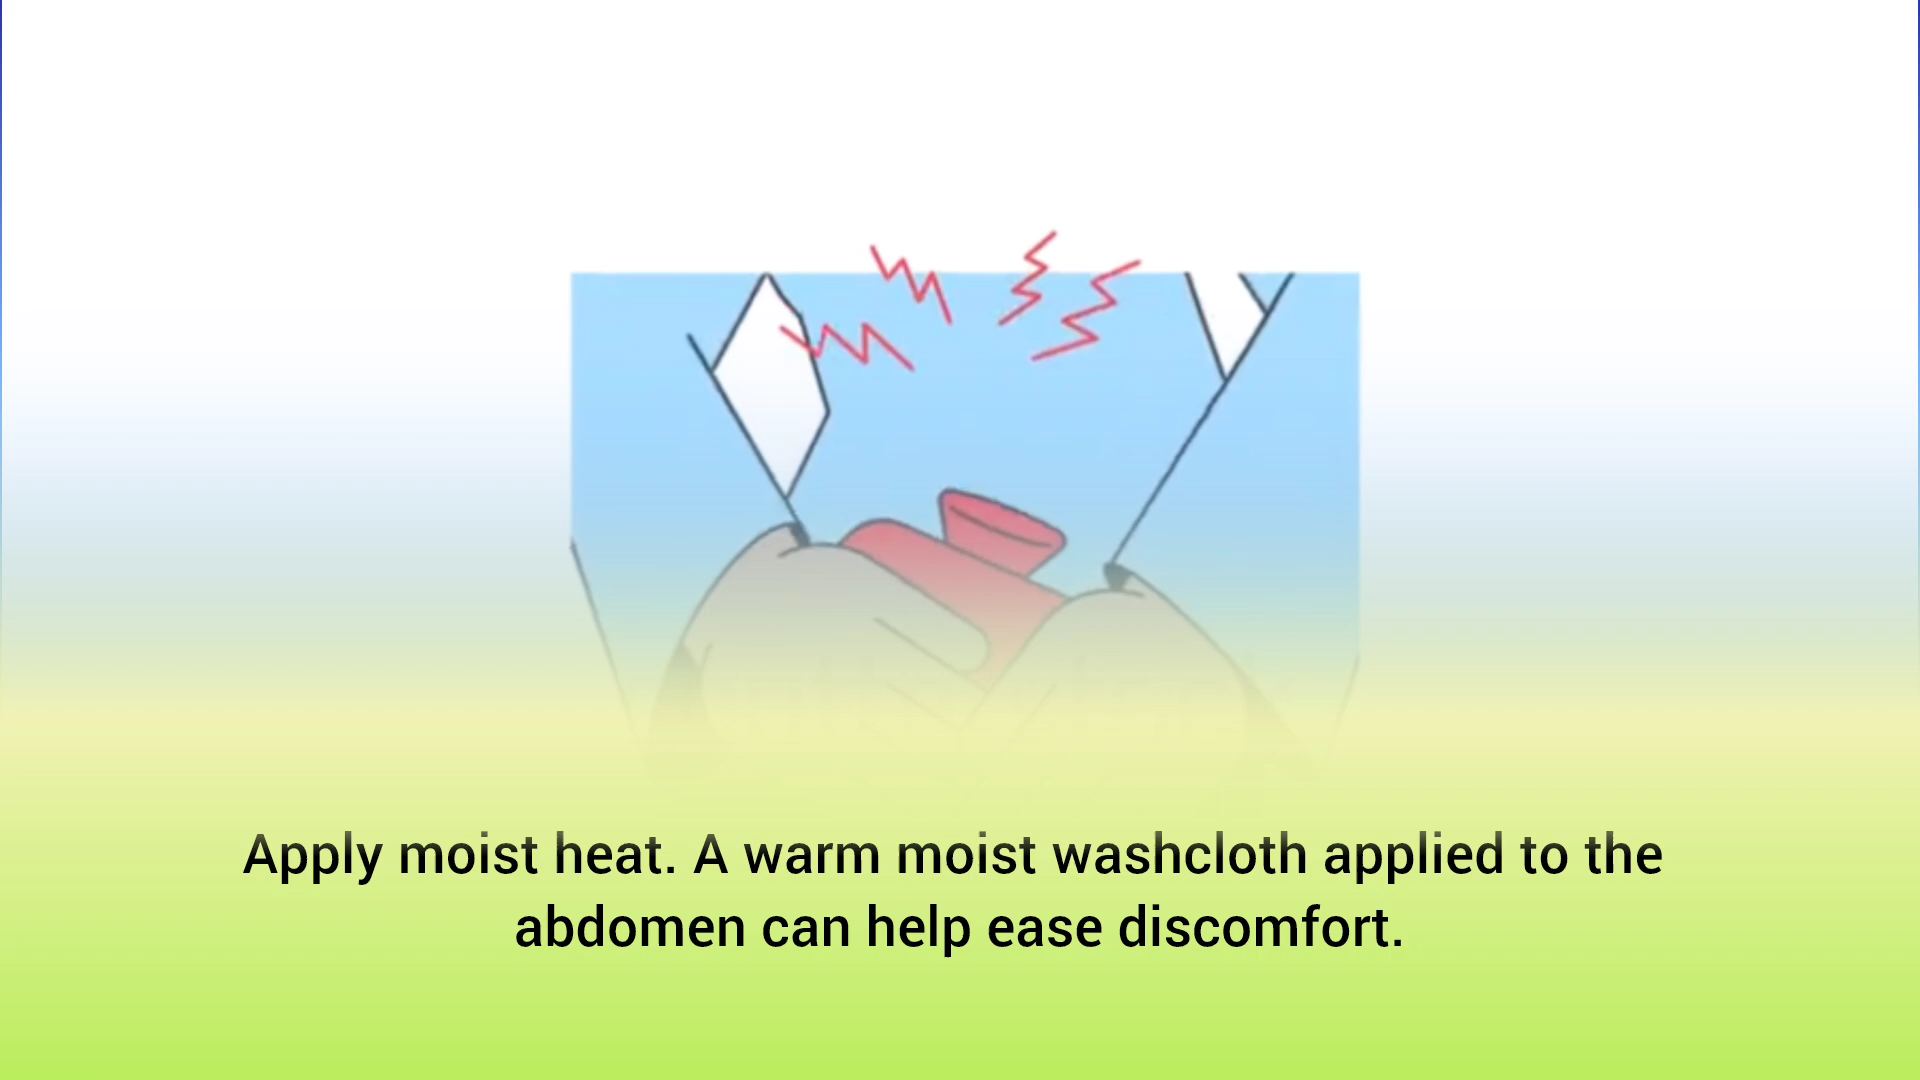 Apply moist heat. A warm moist washcloth applied to the
abdomen can help ease discomfort.